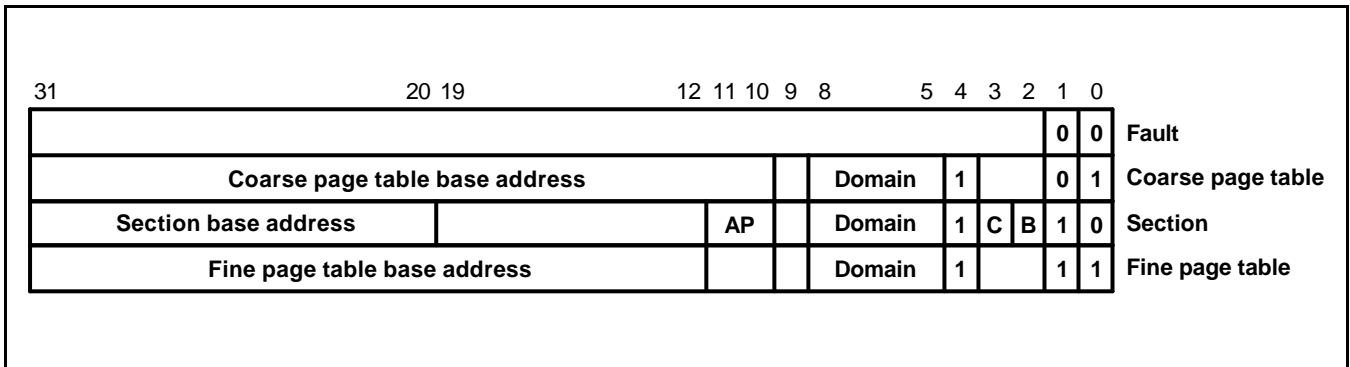 31 20 19 12 11 10 9 8 5 4 3 2 1 0
0 0 Fault
Coarse page table base address Domain 1 0 1 Coarse page table
Section base address AP Domain 1 C B 1 0 Section
Fine page table base address Domain 1 1 1 Fine page table